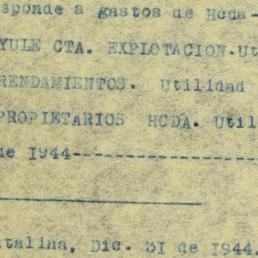 sponde a gastos de Hcda-
YULE CTA. EXPLOTACION.Ut
RENDAMIENTOS. Utilidad
PROPIETARIOS HCDA. Util
de 1944--------------------
talina, Dic. 31 de 1944.